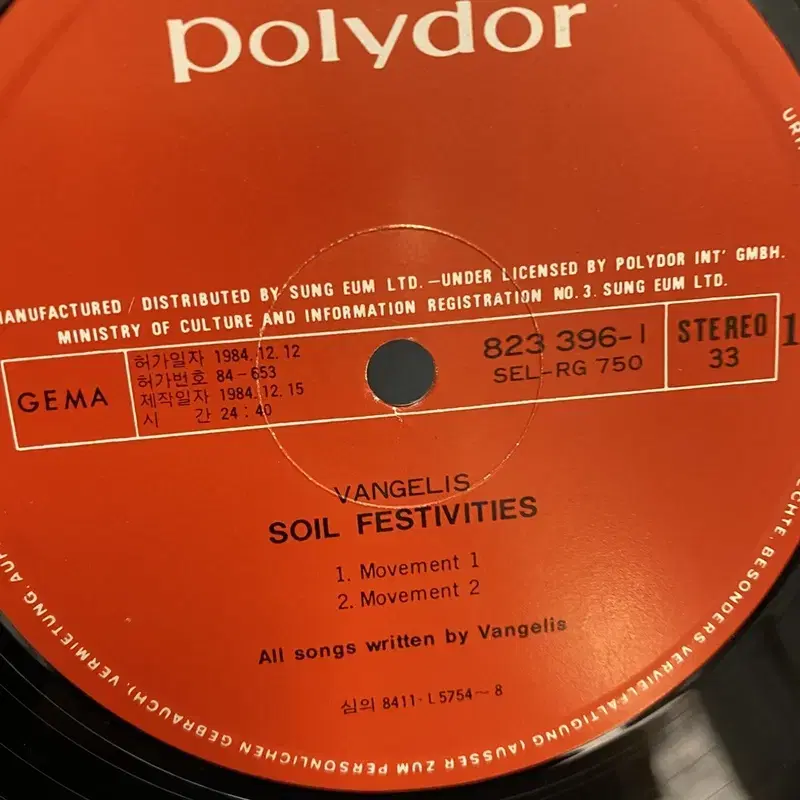 polydor
MANUFACTURED / DISTRIBUTED BY SUNG EUM LTD. —UNDER LICENSED BY POLYDOR INT' GMBH.
MINISTRY OF CULTURE AND INFORMATION REGISTRATION NO. 3. SUNG EUM LTD.
GEMA
허가일자 1984.12.12
허가번호 84-653
제작일자 1984.12.15
시 간 24:40
823 396-1
SEL-RG 750
STEREO
33
1
VANGELIS
SOIL FESTIVITIES
1. Movement 1
2. Movement 2
All songs written by Vangelis
심의 8411-L5754~8
ECHTE, BESONDERS VERVIELFÄLTIGUNG (AUSSER ZUM PERSÖNLICHEN GEBRAUCH), VERMIETUNG, AUF